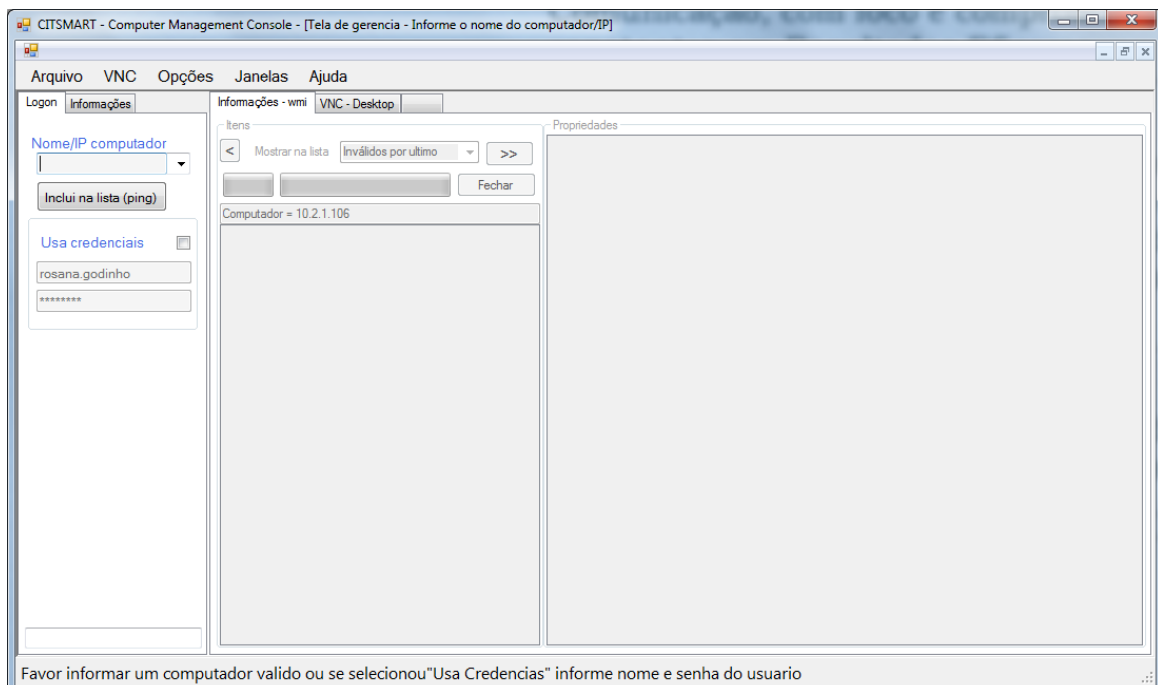 CITSMART - Computer Management Console - [Tela de gerencia - Informe o nome do computador/IP]
Arquivo VNC Opções Janelas Ajuda
Logon Informações
Informações - wmi VNC - Desktop
Nome/IP computador
Inclui na lista (ping)
Usa credenciais
rosana.godinho
********
Itens
< Mostrar na lista Inválidos por ultimo >>
Fechar
Computador = 10.2.1.106
Propriedades
Favor informar um computador valido ou se selecionou"Usa Credencias" informe nome e senha do usuario